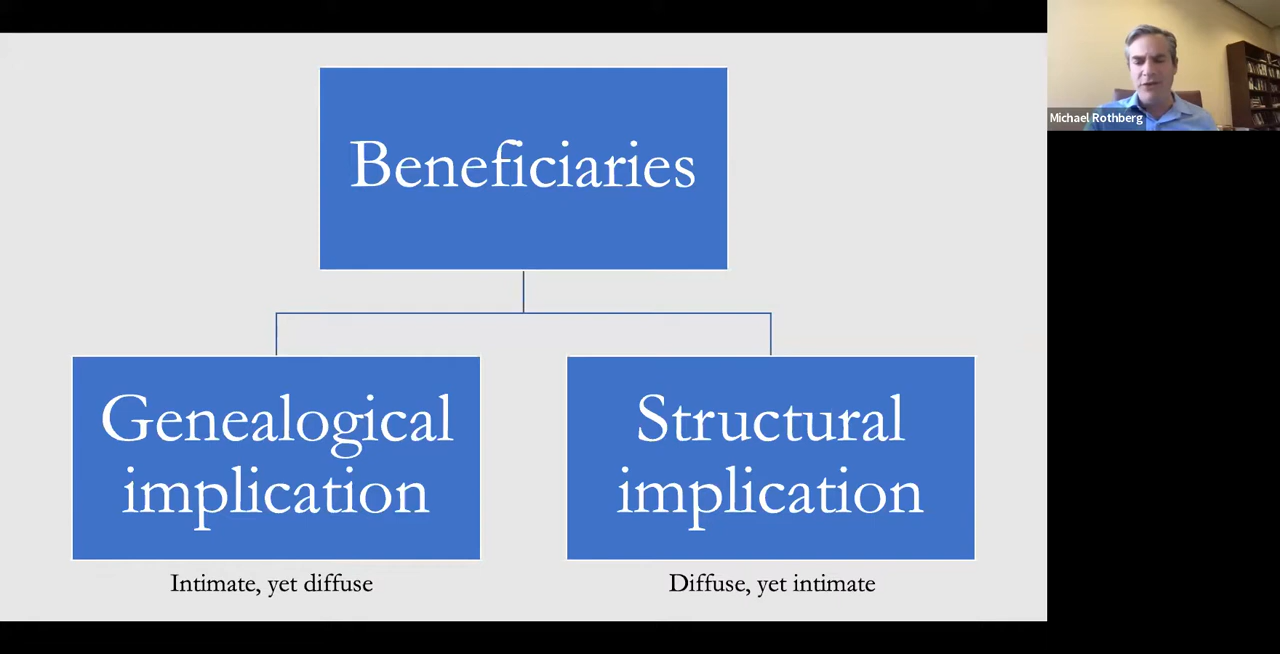 Beneficiaries
Genealogical
implication
Structural
implication
Intimate, yet diffuse
Diffuse, yet intimate
Michael Rothberg